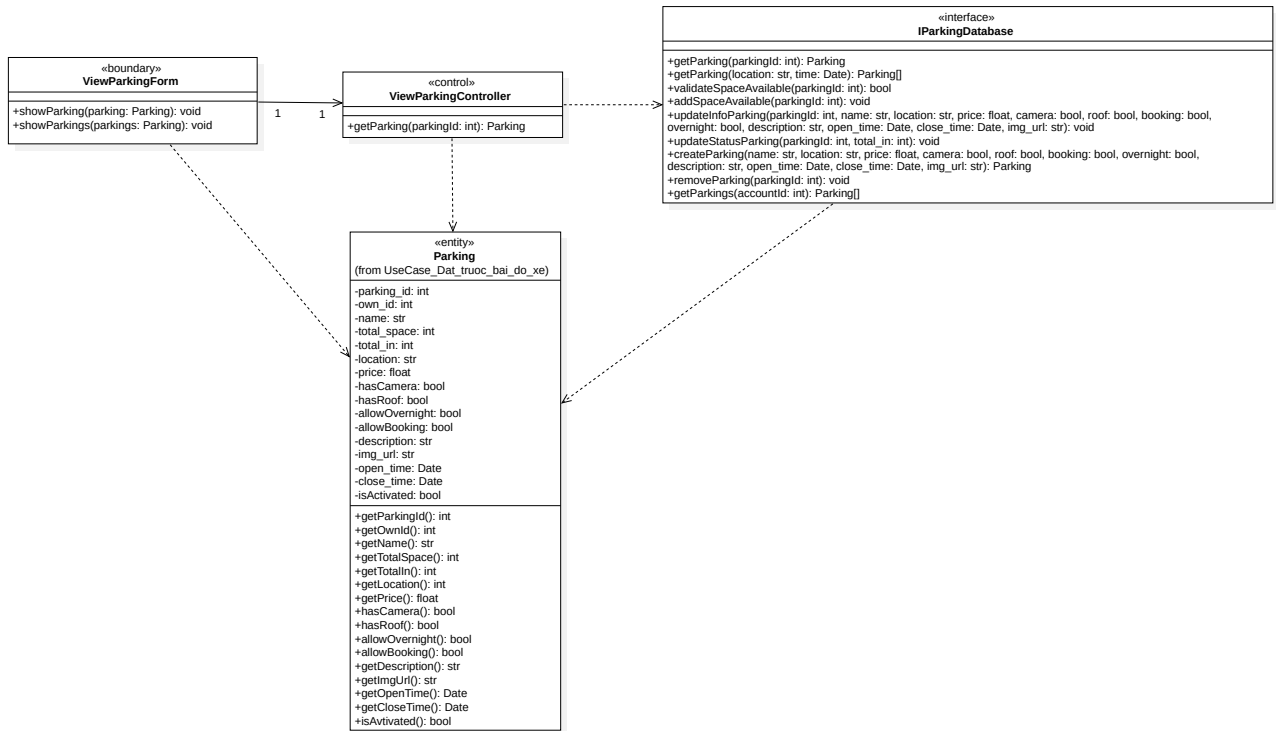 «boundary»
ViewParkingForm
+showParking(parking: Parking): void
+showParkings(parkings: Parking): void
1
1
«control»
ViewParkingController
+getParking(parkingId: int): Parking
«interface»
IParkingDatabase
+getParking(parkingId: int): Parking
+getParking(location: str, time: Date): Parking[]
+validateSpaceAvailable(parkingId: int): bool
+addSpaceAvailable(parkingId: int): void
+updateInfoParking(parkingId: int, name: str, location: str, price: float, camera: bool, roof: bool, booking: bool,
overnight: bool, description: str, open_time: Date, close_time: Date, img_url: str): void
+updateStatusParking(parkingId: int, total_in: int): void
+createParking(name: str, location: str, price: float, camera: bool, roof: bool, booking: bool, overnight: bool,
description: str, open_time: Date, close_time: Date, img_url: str): Parking
+removeParking(parkingId: int): void
+getParkings(accountId: int): Parking[]
«entity»
Parking
(from UseCase_Dat_truoc_bai_do_xe)
-parking_id: int
-own_id: int
-name: str
-total_space: int
-total_in: int
-location: str
-price: float
-hasCamera: bool
-hasRoof: bool
-allowOvernight: bool
-allowBooking: bool
-description: str
-img_url: str
-open_time: Date
-close_time: Date
-isActivated: bool
+getParkingId(): int
+getOwnId(): int
+getName(): str
+getTotalSpace(): int
+getTotalIn(): int
+getLocation(): int
+getPrice(): float
+hasCamera(): bool
+hasRoof(): bool
+allowOvernight(): bool
+allowBooking(): bool
+getDescription(): str
+getImgUrl(): str
+getOpenTime(): Date
+getCloseTime(): Date
+isAvtivated(): bool